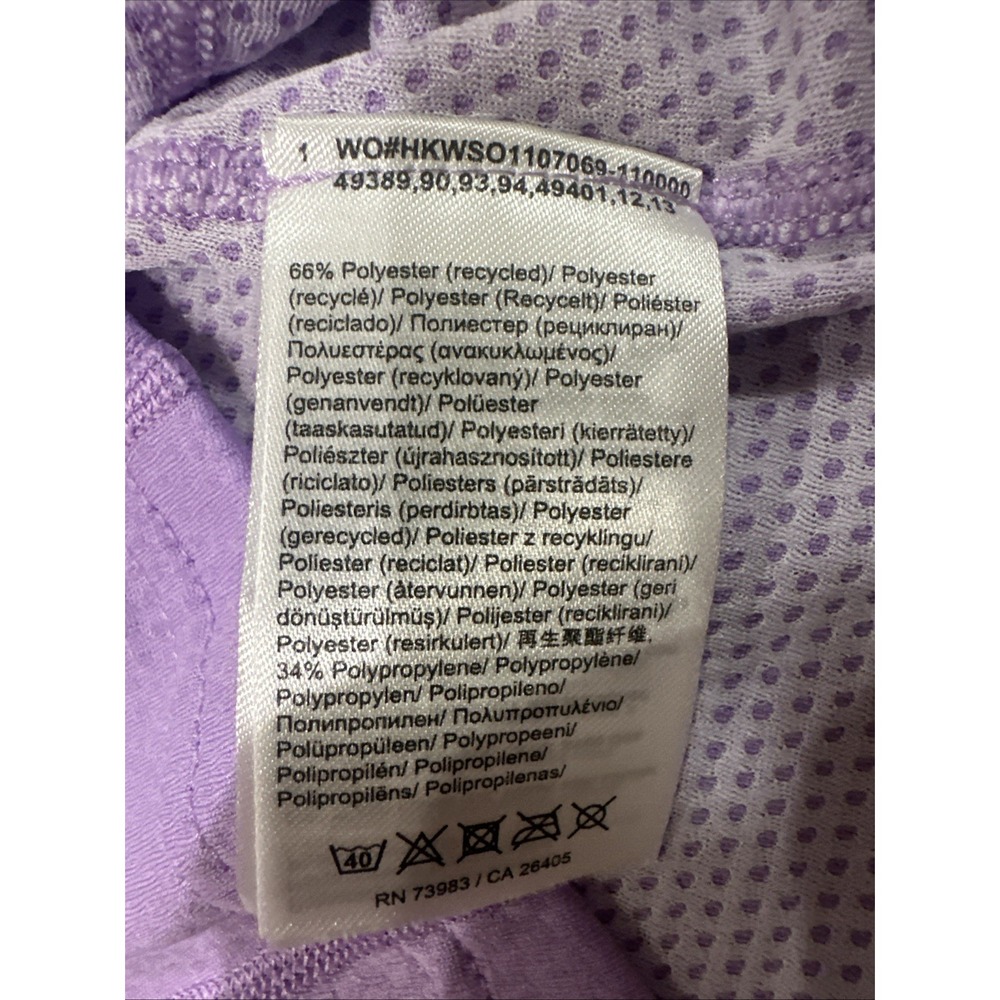 1 WO#HKWSO1107069-110000
49389,90,93,94,49401,12,13
66% Polyester (recycled)/ Polyester
(recyclé)/ Polyester (Recycelt)/ Poliéster
(reciclado)/ Полиестер (рециклиран)/
Πολυεστέρας (ανακυκλωμένος)/
Polyester (recyklovaný)/ Polyester
(genanvendt)/ Polüester
(taaskasutatud)/ Polyesteri (kierrätetty)/
Poliészter (újrahasznosított)/ Poliestere
(riciclato)/ Poliesters (pārstrādāts)/
Poliesteris (perdirbtas)/ Polyester
(gerecycled)/ Poliester z recyklingu/
Poliester (reciclat)/ Poliester (reciklirani)/
Polyester (återvunnen)/ Polyester (geri
dönüştürülmüş)/ Polijester (reciklirani)/
Polyester (resirkulert)/ 再生聚酯纤维.
34% Polypropylene/ Polypropylène/
Polypropylen/ Polipropileno/
Полипропилен/ Πολυπροπυλένιο/
Polüpropüleen/ Polypropeeni/
Polipropilén/ Polipropilene/
Polipropilēns/ Polipropilenas/
40
RN 73983 / CA 26405